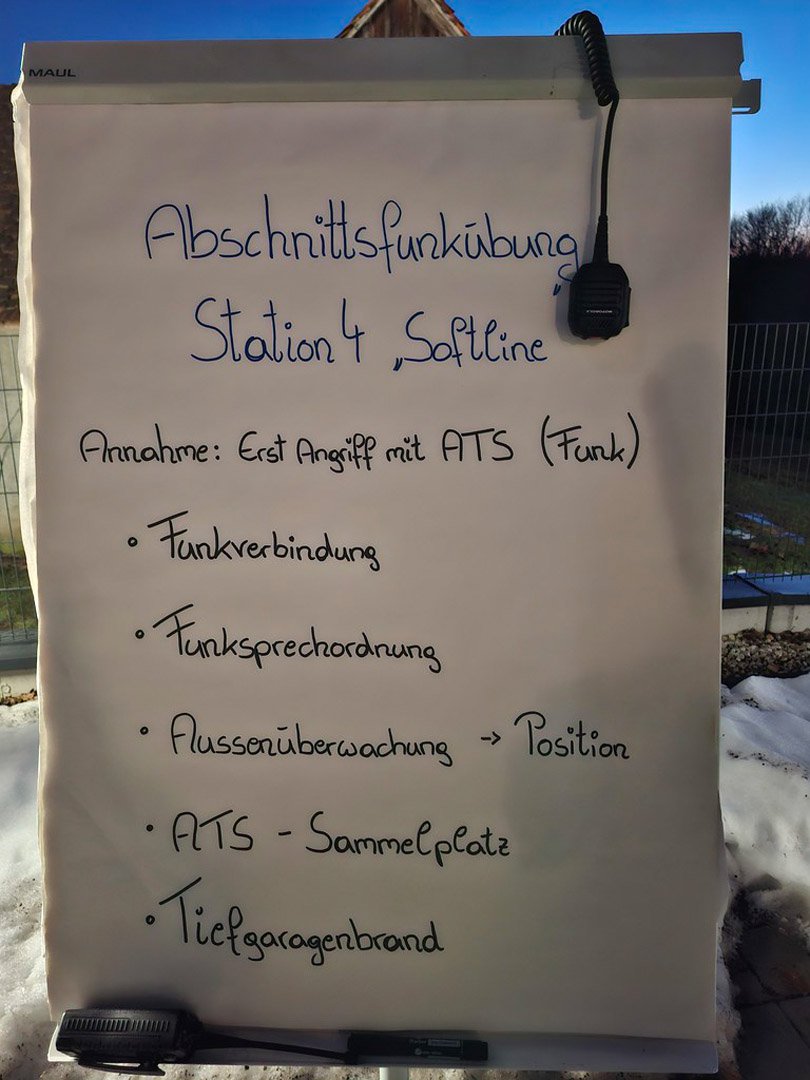 MAUL
Abschnittsfunkübung
Station 4 „Softline“
Annahme: Erst Angriff mit ATS (Funk)
• Funkverbindung
• Funksprechordnung
• Aussenüberwachung → Position
• ATS - Sammelplatz
• Tiefgaragenbrand